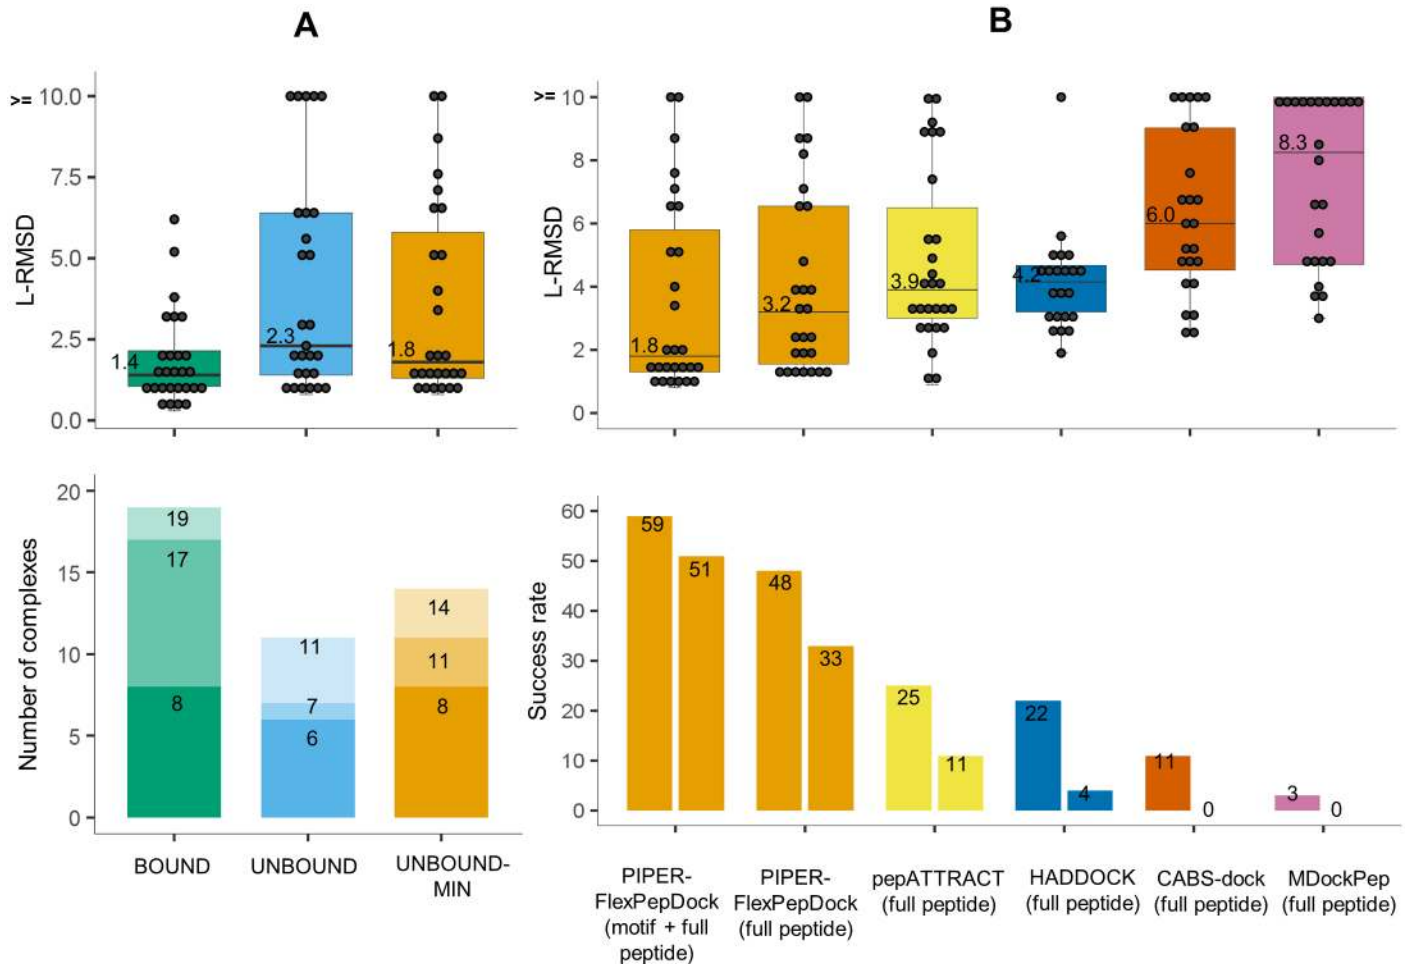 A
≥ 10.0
7.5
5.0
2.5
0.0
L-RMSD
1.4
2.3
1.8
B
≥ 10
8
6
4
2
0
L-RMSD
1.8
3.2
3.9
4.2
6.0
8.3
20
15
10
5
0
Number of complexes
19
17
8
11
7
6
14
11
8
BOUND
UNBOUND
UNBOUND-
MIN
60
50
40
30
20
10
0
Success rate
59
51
48
33
25
11
22
4
11
0
3
0
PIPER-
FlexPepDock
(motif + full
peptide)
PIPER-
FlexPepDock
(full peptide)
pepATTRACT
(full peptide)
HADDOCK
(full peptide)
CABS-dock
(full peptide)
MDockPep
(full peptide)